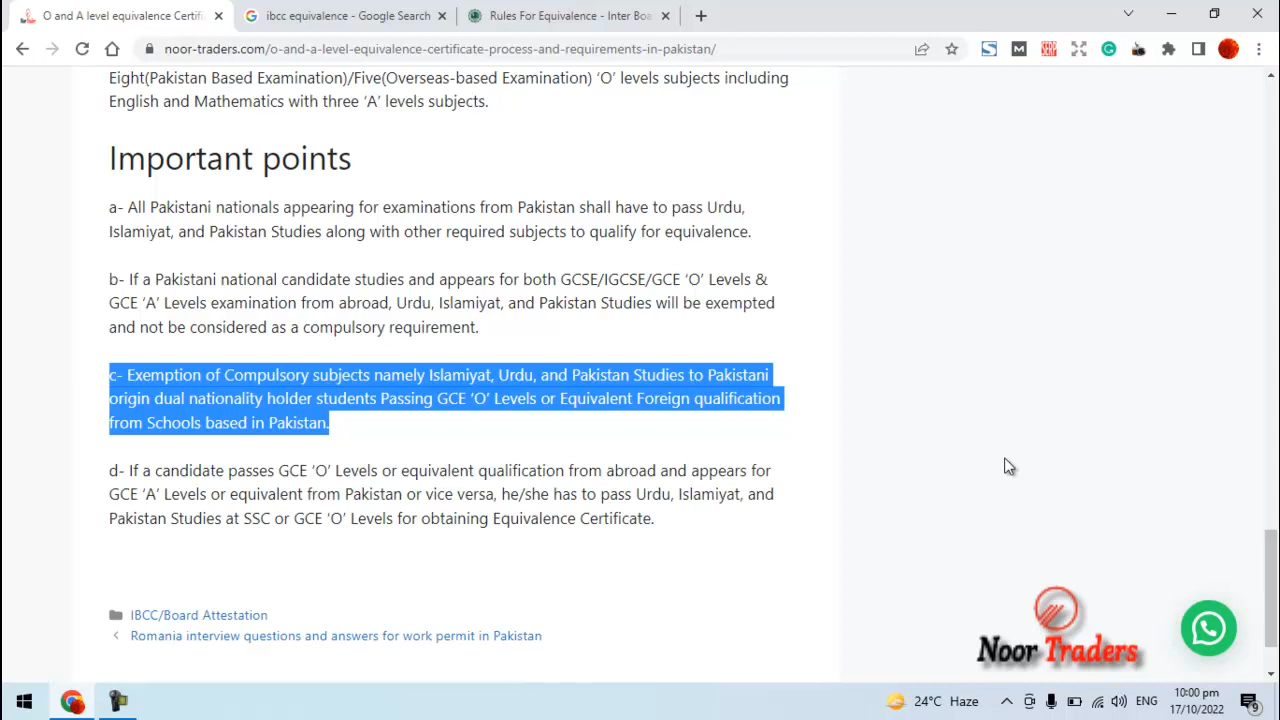 O and A level equivalence Certific
ibcc equivalence - Google Search
Rules For Equivalence - Inter Boa
noor-traders.com/o-and-a-level-equivalence-certificate-process-and-requirements-in-pakistan/
Eight(Pakistan Based Examination)/Five(Overseas-based Examination) ‘O’ levels subjects including
English and Mathematics with three ‘A’ levels subjects.
Important points
a- All Pakistani nationals appearing for examinations from Pakistan shall have to pass Urdu,
Islamiyat, and Pakistan Studies along with other required subjects to qualify for equivalence.
b- If a Pakistani national candidate studies and appears for both GCSE/IGCSE/GCE ‘O’ Levels &
GCE ‘A’ Levels examination from abroad, Urdu, Islamiyat, and Pakistan Studies will be exempted
and not be considered as a compulsory requirement.
c- Exemption of Compulsory subjects namely Islamiyat, Urdu, and Pakistan Studies to Pakistani
origin dual nationality holder students Passing GCE ‘O’ Levels or Equivalent Foreign qualification
from Schools based in Pakistan.
d- If a candidate passes GCE ‘O’ Levels or equivalent qualification from abroad and appears for
GCE ‘A’ Levels or equivalent from Pakistan or vice versa, he/she has to pass Urdu, Islamiyat, and
Pakistan Studies at SSC or GCE ‘O’ Levels for obtaining Equivalence Certificate.
IBCC/Board Attestation
Romania interview questions and answers for work permit in Pakistan
Noor Traders
24°C Haze
ENG
10:00 pm
17/10/2022
9